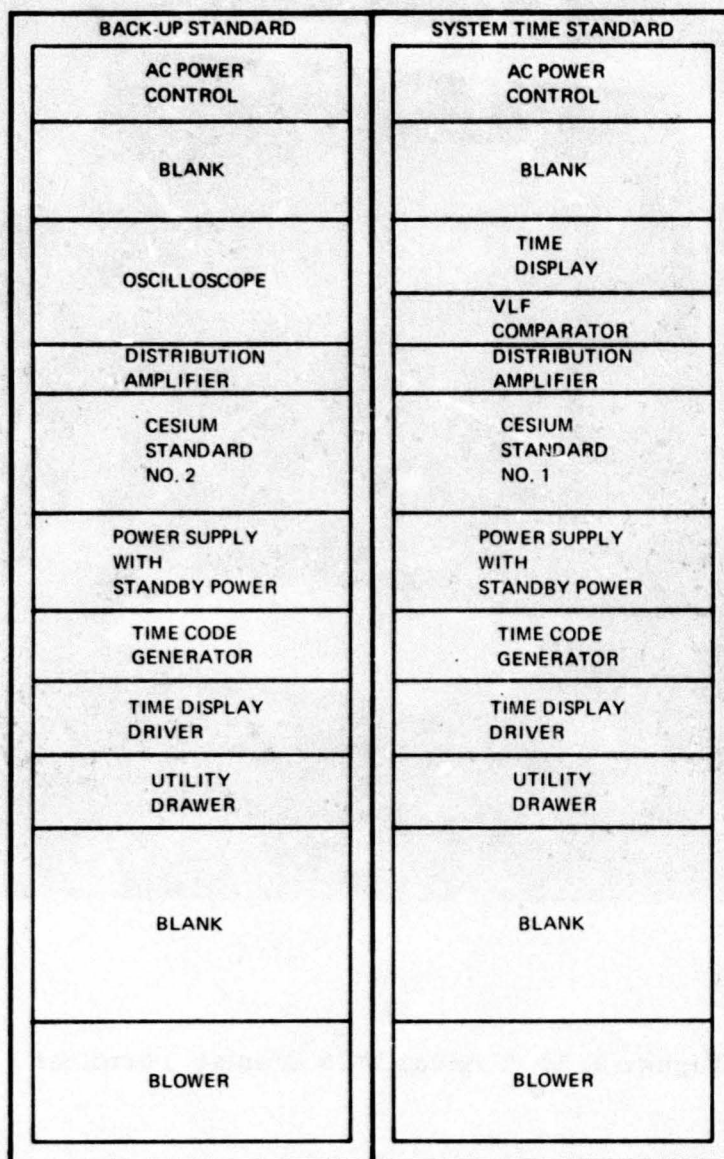 BACK-UP STANDARD
AC POWER
CONTROL
BLANK
OSCILLOSCOPE
DISTRIBUTION
AMPLIFIER
CESIUM
STANDARD
NO. 2
POWER SUPPLY
WITH
STANDBY POWER
TIME CODE
GENERATOR
TIME DISPLAY
DRIVER
UTILITY
DRAWER
BLANK
BLOWER
SYSTEM TIME STANDARD
AC POWER
CONTROL
BLANK
TIME
DISPLAY
VLF
COMPARATOR
DISTRIBUTION
AMPLIFIER
CESIUM
STANDARD
NO. 1
POWER SUPPLY
WITH
STANDBY POWER
TIME CODE
GENERATOR
TIME DISPLAY
DRIVER
UTILITY
DRAWER
BLANK
BLOWER